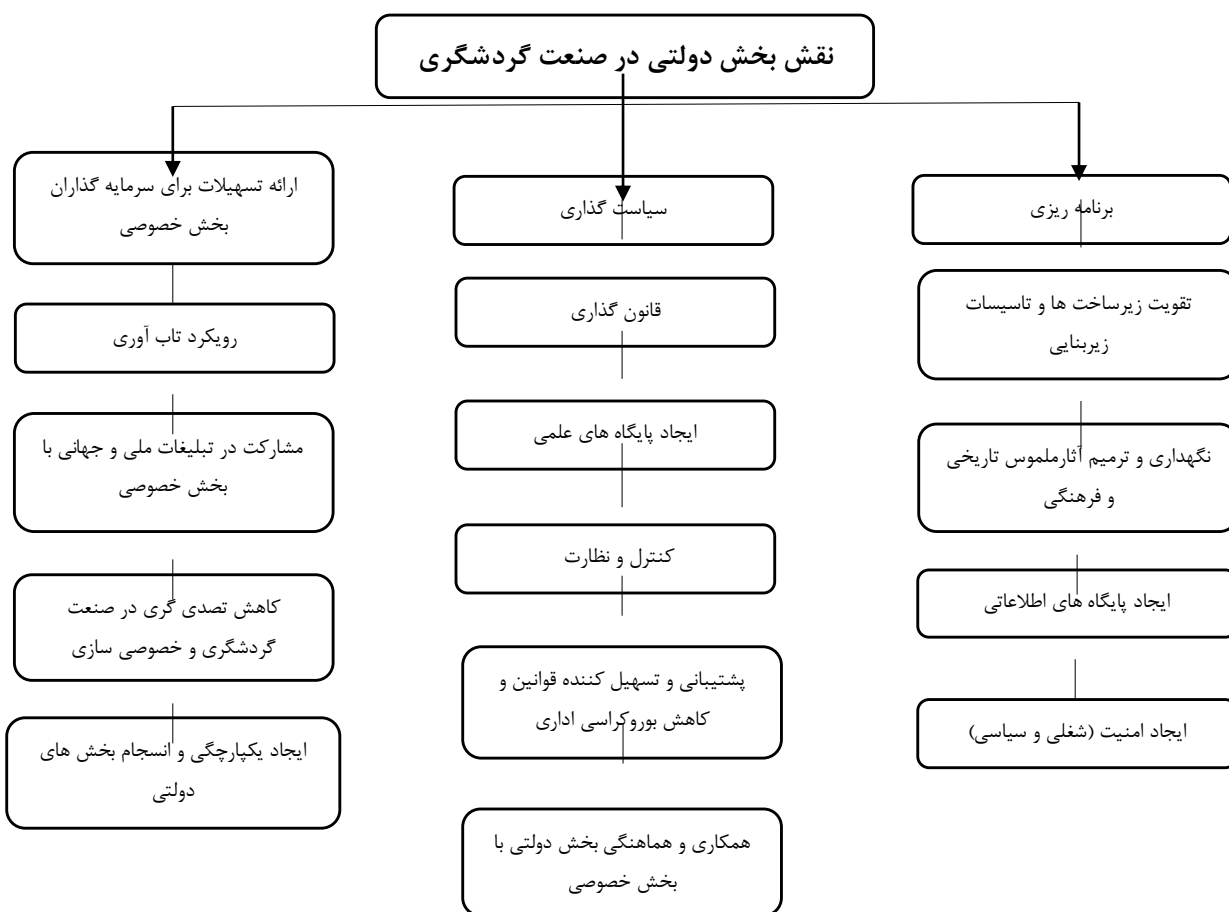 نقش بخش دولتی در صنعت گردشگری
برنامه ریزی
تقویت زیرساخت ها و تاسیسات
زیربنایی
نگهداری و ترمیم آثارملموس تاریخی
و فرهنگی
ایجاد پایگاه های اطلاعاتی
ایجاد امنیت (شغلی و سیاسی)
سیاست گذاری
قانون گذاری
ایجاد پایگاه های علمی
کنترل و نظارت
پشتیبانی و تسهیل کننده قوانین و
کاهش بوروکراسی اداری
همکاری و هماهنگی بخش دولتی با
بخش خصوصی
ارائه تسهیلات برای سرمایه گذاران
بخش خصوصی
رویکرد تاب آوری
مشارکت در تبلیغات ملی و جهانی با
بخش خصوصی
کاهش تصدی گری در صنعت
گردشگری و خصوصی سازی
ایجاد یکپارچگی و انسجام بخش های
دولتی